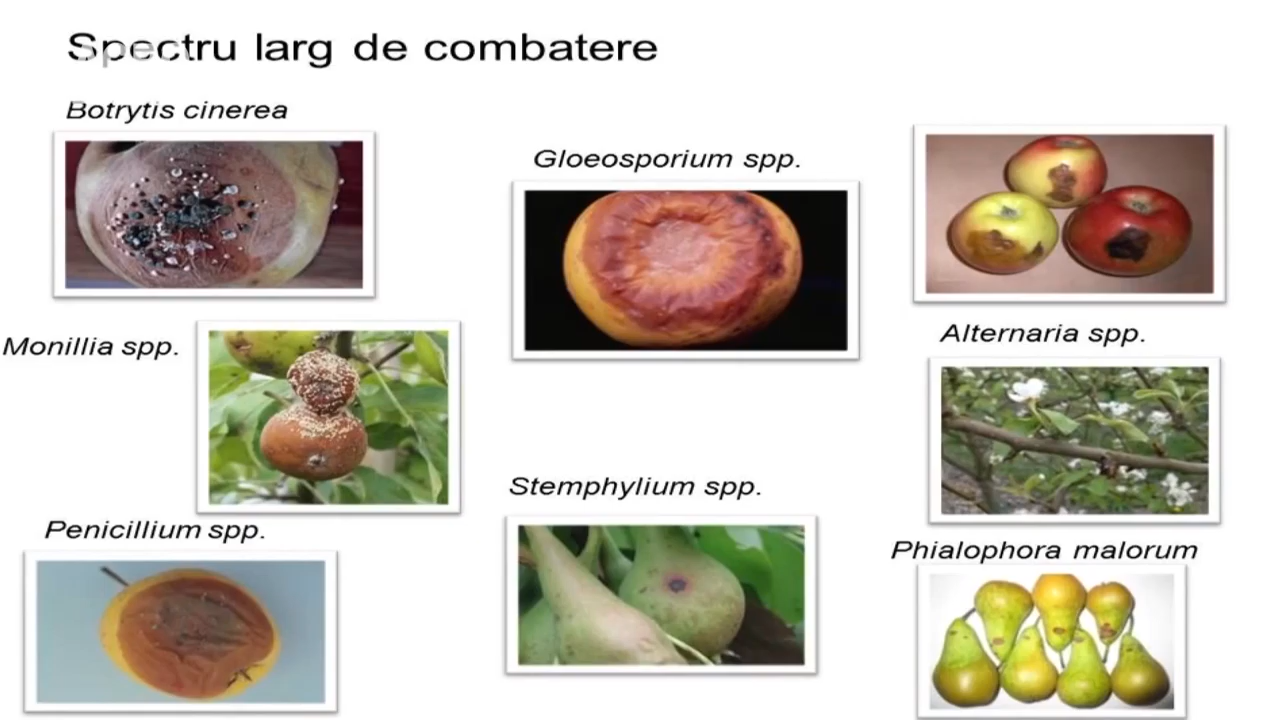 Spectru larg de combatere
Botrytis cinerea
Gloeosporium spp.
Monillia spp.
Alternaria spp.
Stemphylium spp.
Penicillium spp.
Phialophora malorum